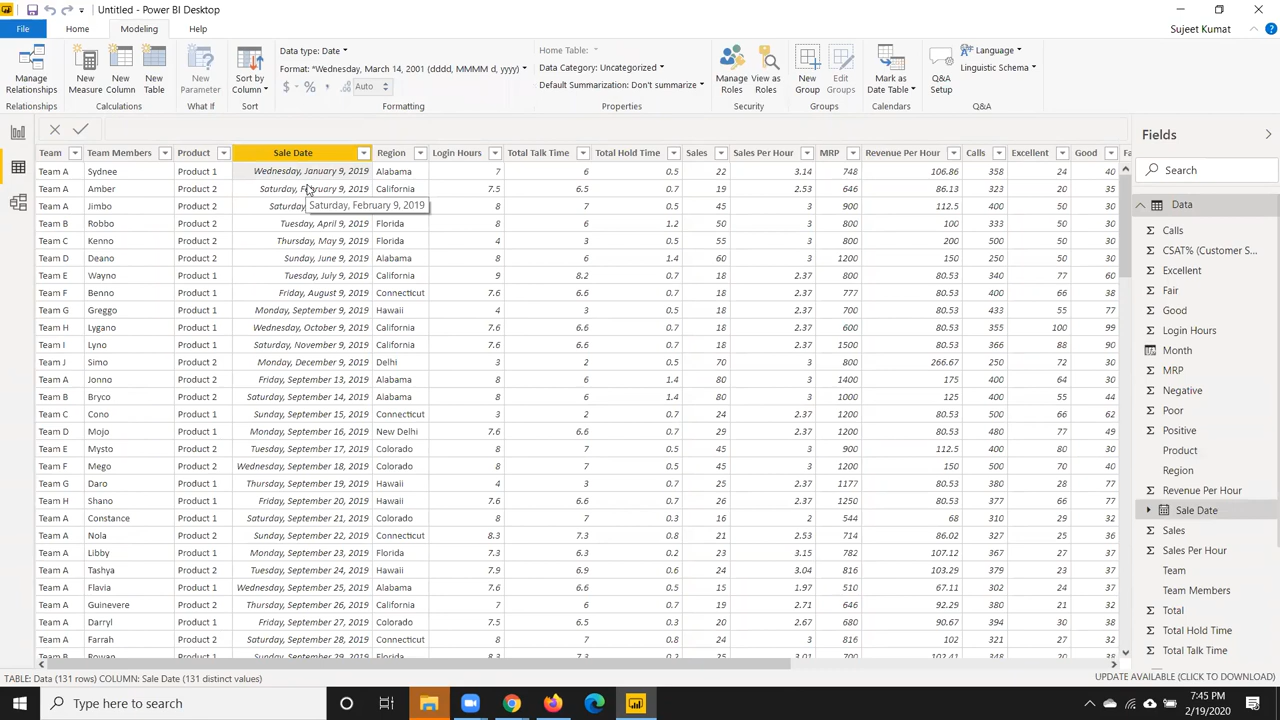 Untitled - Power BI Desktop
Sujeet Kumat
File Home Modeling Help
Manage Relationships
New Measure
New Column
New Table
New Parameter
Sort by Column
Data type: Date
Format: *Wednesday, March 14, 2001 (dddd, MMMM d, yyyy)
$ % , Auto
Home Table:
Data Category: Uncategorized
Default Summarization: Don't summarize
Manage Roles
View as Roles
New Group
Edit Groups
Mark as Date Table
Q&A Setup
Language
Linguistic Schema
Relationships Calculations What If Sort Formatting Properties Security Groups Calendars Q&A
Team Team Members Product Sale Date Region Login Hours Total Talk Time Total Hold Time Sales Sales Per Hour MRP Revenue Per Hour Calls Excellent Good Fa
Team A Sydnee Product 1 Wednesday, January 9, 2019 Alabama 7 6 0.5 22 3.14 748 106.86 358 24 40
Team A Amber Product 2 Saturday, February 9, 2019 California 7.5 6.5 0.7 19 2.53 646 86.13 323 20 35
Team A Jimbo Product 2 Saturday, 8 7 0.5 45 3 900 112.5 400 50 30
Saturday, February 9, 2019
Team B Robbo Product 2 Tuesday, April 9, 2019 Florida 8 6 1.2 50 3 800 100 333 50 30
Team C Kenno Product 2 Thursday, May 9, 2019 Florida 4 3 0.5 55 3 800 200 500 50 30
Team D Deano Product 2 Sunday, June 9, 2019 Alabama 8 6 1.4 60 3 1200 150 250 50 30
Team E Wayno Product 1 Tuesday, July 9, 2019 California 9 8.2 0.7 18 2.37 800 80.53 340 77 60
Team F Benno Product 1 Friday, August 9, 2019 Connecticut 7.6 6.6 0.7 18 2.37 777 80.53 400 66 38
Team G Greggo Product 1 Monday, September 9, 2019 Hawaii 4 3 0.7 18 2.37 700 80.53 433 55 77
Team H Lygano Product 1 Wednesday, October 9, 2019 California 7.6 6.6 0.7 18 2.37 600 80.53 355 100 99
Team I Lyno Product 1 Saturday, November 9, 2019 California 7.6 6.6 0.7 18 2.37 1500 80.53 366 88 90
Team J Simo Product 2 Monday, December 9, 2019 Delhi 3 2 0.5 70 3 800 266.67 250 72 30
Team A Jonno Product 2 Friday, September 13, 2019 Alabama 8 6 1.4 80 3 1400 175 400 64 30
Team B Bryco Product 2 Saturday, September 14, 2019 Alabama 8 6 1.4 80 3 1000 125 400 55 44
Team C Cono Product 1 Sunday, September 15, 2019 Connecticut 3 2 0.7 24 2.37 1200 80.53 500 66 62
Team D Mojo Product 1 Monday, September 16, 2019 New Delhi 7.6 6.6 0.7 29 2.37 1200 80.53 480 77 49
Team E Mysto Product 2 Tuesday, September 17, 2019 Colorado 8 7 0.5 45 3 900 112.5 400 80 30
Team F Mego Product 2 Wednesday, September 18, 2019 Colorado 8 7 0.5 45 3 1200 150 500 70 40
Team G Daro Product 1 Thursday, September 19, 2019 Hawaii 4 3 0.7 25 2.37 1177 80.53 380 28 77
Team H Shano Product 1 Friday, September 20, 2019 Hawaii 7.6 6.6 0.7 26 2.37 1250 80.53 377 66 77
Team A Constance Product 1 Saturday, September 21, 2019 Colorado 8 7 0.3 16 2 544 68 310 29 32
Team A Nola Product 2 Sunday, September 22, 2019 Connecticut 8.3 7.3 0.8 21 2.53 714 86.02 327 25 36
Team A Libby Product 1 Monday, September 23, 2019 Florida 7.3 6.3 0.2 23 3.15 782 107.12 367 27 37
Team A Tashya Product 2 Tuesday, September 24, 2019 Hawaii 7.9 6.9 0.6 24 3.04 816 103.29 379 23 37
Team A Flavia Product 1 Wednesday, September 25, 2019 Alabama 7.6 6.6 0.5 15 1.97 510 67.11 302 24 37
Team A Guinevere Product 2 Thursday, September 26, 2019 California 7 6 0.7 19 2.71 646 92.29 382 21 32
Team A Darryl Product 1 Friday, September 27, 2019 Colorado 7.5 6.5 0.3 20 2.67 680 90.67 394 30 38
Team A Farrah Product 2 Saturday, September 28, 2019 Connecticut 8 7 0.8 24 3 816 102 321 27 32
Team B Rowan Product 1 Sunday, September 29, 2019 Florida 8.3 7.3 0.2 25 3.01 102.41 348 20 38
Fields
Search
Data
Calls
CSAT% (Customer S...
Excellent
Fair
Good
Login Hours
Month
MRP
Negative
Poor
Positive
Product
Region
Revenue Per Hour
Sale Date
Sales
Sales Per Hour
Team
Team Members
Total
Total Hold Time
Total Talk Time
TABLE: Data (131 rows) COLUMN: Sale Date (131 distinct values)
UPDATE AVAILABLE (CLICK TO DOWNLOAD)
Type here to search
7:45 PM
2/19/2020